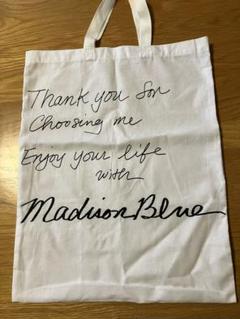 Thank you for
Choosing me
Enjoy your life
with
Madison Blue